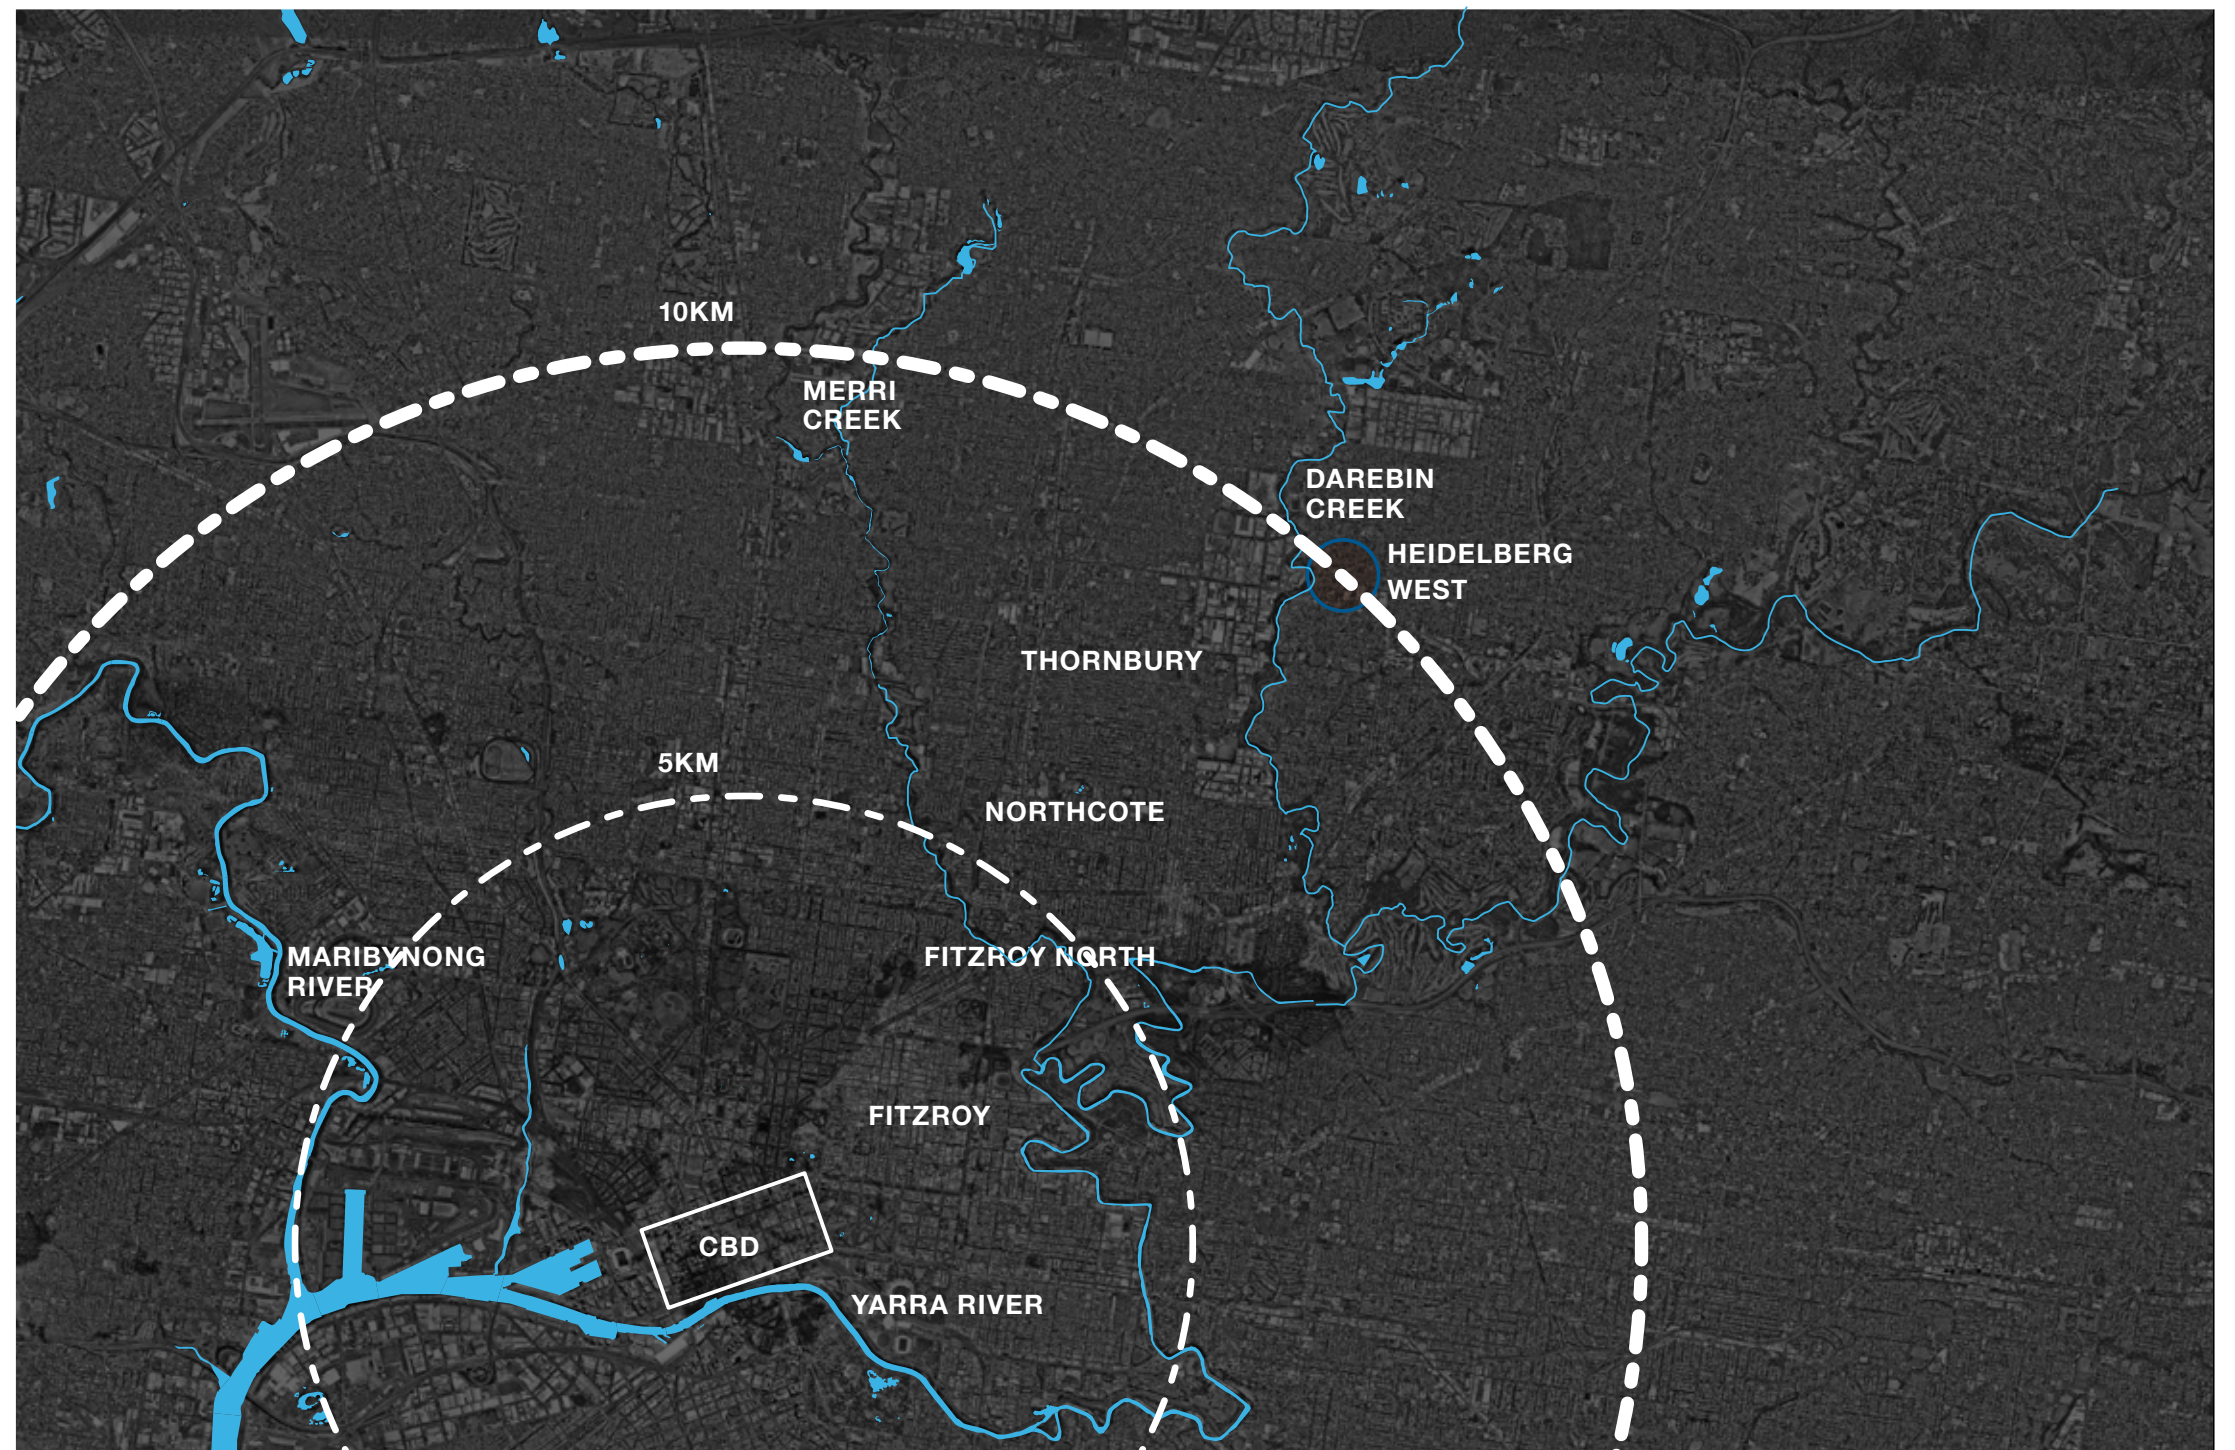 10KM
MERRI
CREEK
DAREBIN
CREEK
HEIDELBERG
WEST
THORNBURY
5KM
NORTHCOTE
MARIBYNONG
RIVER
FITZROY NORTH
FITZROY
CBD
YARRA RIVER